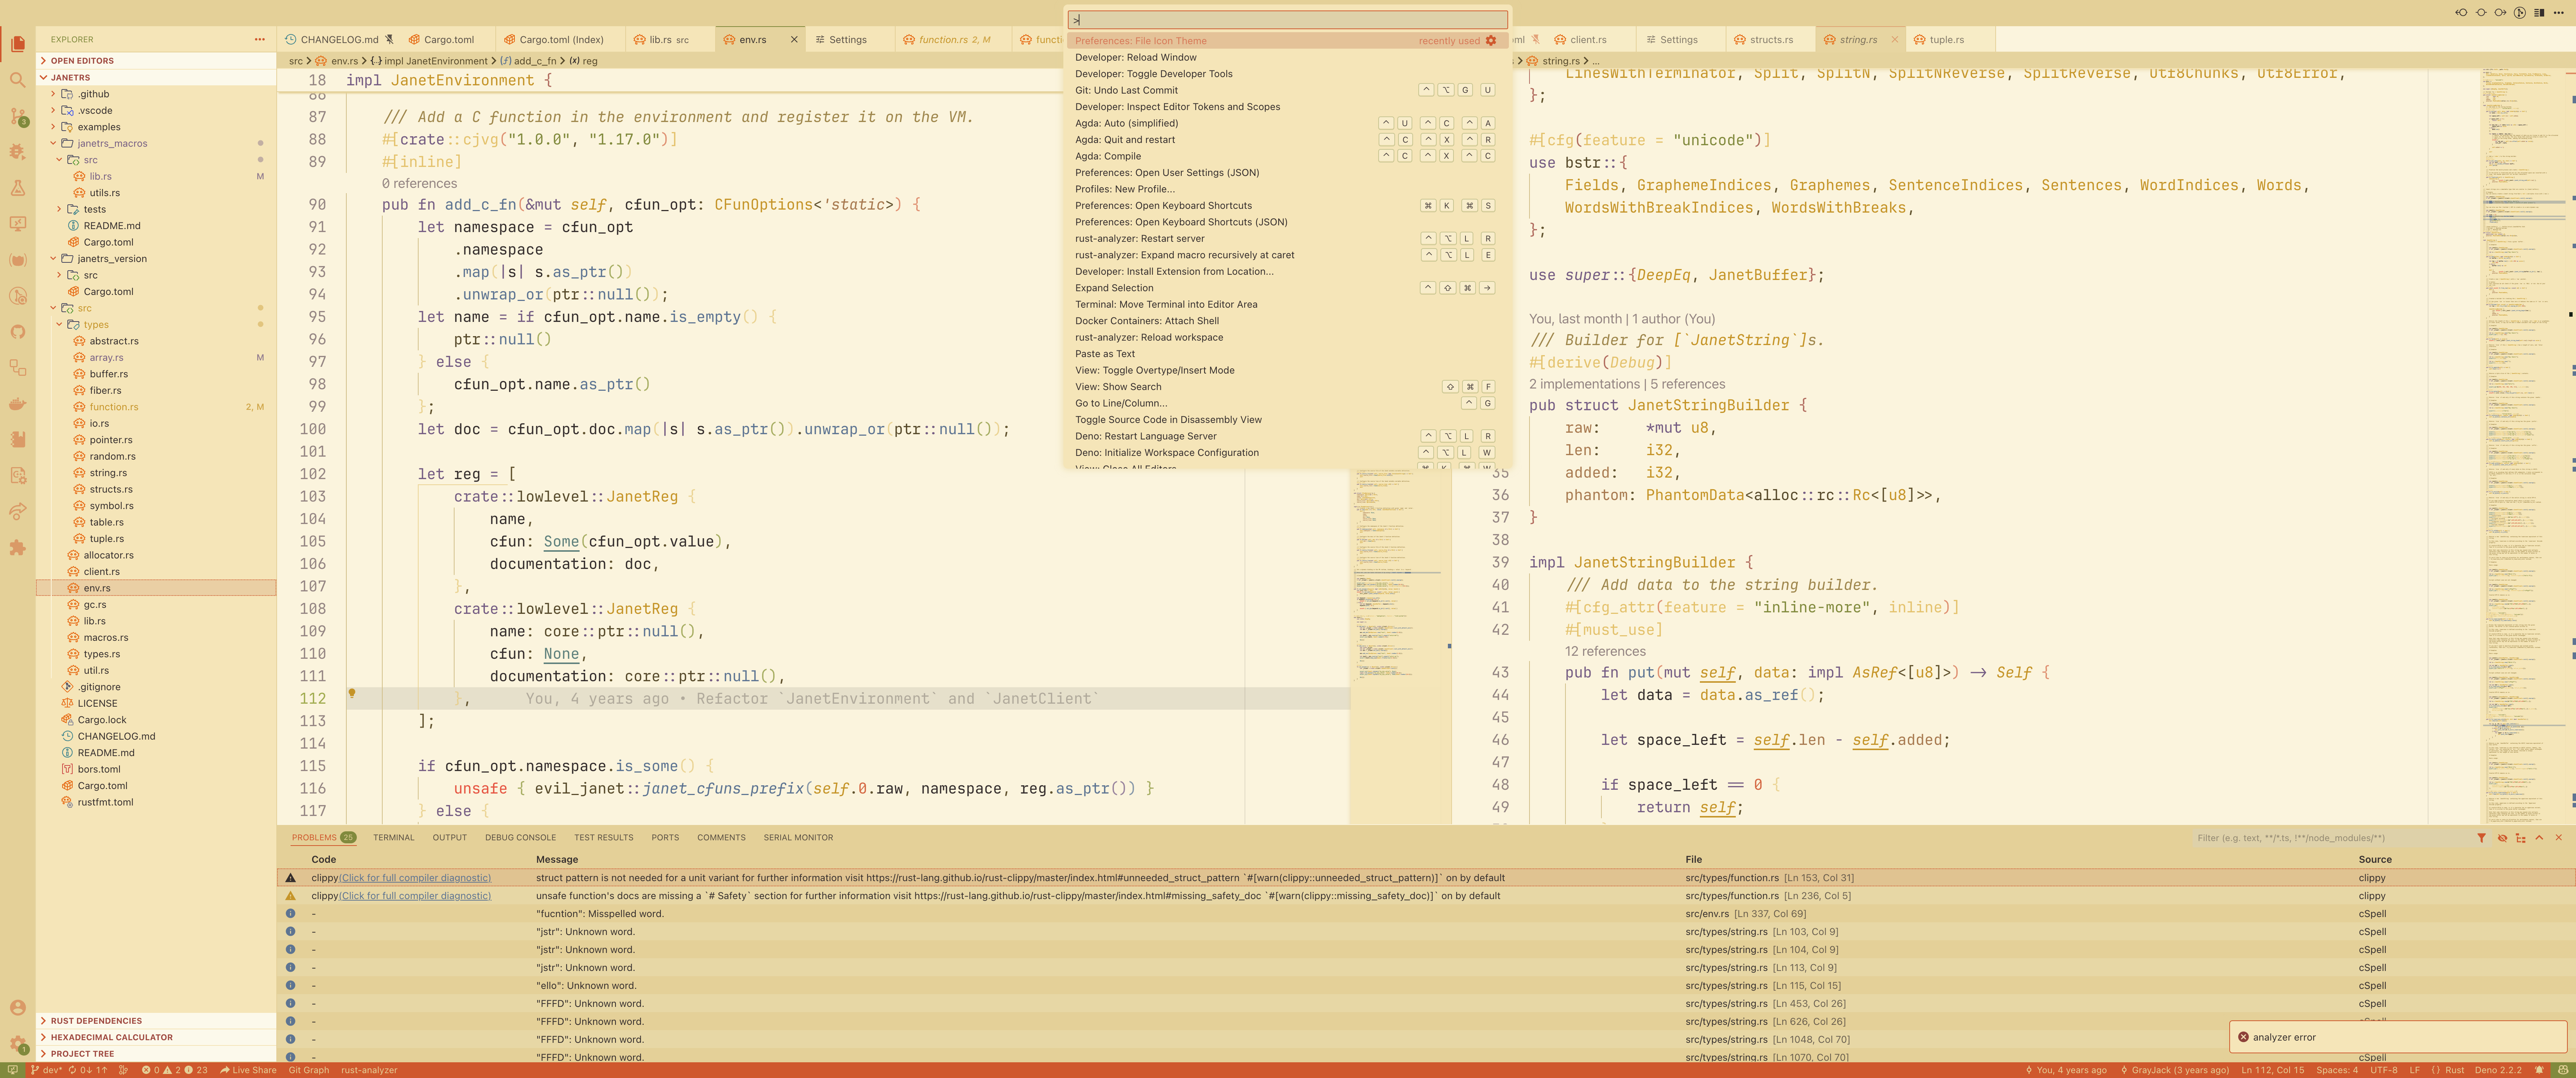 >
Preferences: File Icon Theme recently used
Developer: Reload Window
Developer: Toggle Developer Tools
Git: Undo Last Commit ^ ⌥ G U
Developer: Inspect Editor Tokens and Scopes
Agda: Auto (simplified) ^ U ^ C ^ A
Agda: Quit and restart ^ C ^ X ^ R
Agda: Compile ^ C ^ X ^ C
Preferences: Open User Settings (JSON)
Profiles: New Profile...
Preferences: Open Keyboard Shortcuts ⌘ K ⌘ S
Preferences: Open Keyboard Shortcuts (JSON)
rust-analyzer: Restart server ^ ⌥ L R
rust-analyzer: Expand macro recursively at caret ^ ⌥ L E
Developer: Install Extension from Location...
Expand Selection ^ ⇧ ⌘ →
Terminal: Move Terminal into Editor Area
Docker Containers: Attach Shell
rust-analyzer: Reload workspace
Paste as Text
View: Toggle Overtype/Insert Mode
View: Show Search ⇧ ⌘ F
Go to Line/Column... ^ G
Toggle Source Code in Disassembly View
Deno: Restart Language Server ^ ⌥ L R
Deno: Initialize Workspace Configuration ^ ⌥ L W
EXPLORER
OPEN EDITORS
JANETRS
.github
.vscode
examples
janetrs_macros
src
lib.rs M
utils.rs
tests
README.md
Cargo.toml
janetrs_version
src
Cargo.toml
src
types
abstract.rs
array.rs M
buffer.rs
fiber.rs
function.rs 2, M
io.rs
pointer.rs
random.rs
string.rs
structs.rs
symbol.rs
table.rs
tuple.rs
allocator.rs
client.rs
env.rs
gc.rs
lib.rs
macros.rs
types.rs
util.rs
.gitignore
LICENSE
Cargo.lock
CHANGELOG.md
README.md
bors.toml
Cargo.toml
rustfmt.toml
RUST DEPENDENCIES
HEXADECIMAL CALCULATOR
PROJECT TREE
CHANGELOG.md Cargo.toml Cargo.toml (Index) lib.rs src env.rs Settings function.rs 2, M
src > env.rs > {..} impl JanetEnvironment > add_c_fn > reg
18 impl JanetEnvironment {
87 /// Add a C function in the environment and register it on the VM.
88 #[crate::cjvg("1.0.0", "1.17.0")]
89 #[inline]
0 references
90 pub fn add_c_fn(&mut self, cfun_opt: CFunOptions<'static>) {
91 let namespace = cfun_opt
92 .namespace
93 .map(|s| s.as_ptr())
94 .unwrap_or(ptr::null());
95 let name = if cfun_opt.name.is_empty() {
96 ptr::null()
97 } else {
98 cfun_opt.name.as_ptr()
99 };
100 let doc = cfun_opt.doc.map(|s| s.as_ptr()).unwrap_or(ptr::null());
101
102 let reg = [
103 crate::lowlevel::JanetReg {
104 name,
105 cfun: Some(cfun_opt.value),
106 documentation: doc,
107 },
108 crate::lowlevel::JanetReg {
109 name: core::ptr::null(),
110 cfun: None,
111 documentation: core::ptr::null(),
112 }, You, 4 years ago • Refactor `JanetEnvironment` and `JanetClient`
113 ];
114
115 if cfun_opt.namespace.is_some() {
116 unsafe { evil_janet::janet_cfuns_prefix(self.0.raw, namespace, reg.as_ptr()) }
117 } else {
client.rs Settings structs.rs string.rs tuple.rs
> string.rs > ...
LinesWithTerminator, Split, SplitN, SplitNReverse, SplitReverse, Utf8Chunks, Utf8Error,
};
#[cfg(feature = "unicode")]
use bstr::{
Fields, GraphemeIndices, Graphemes, SentenceIndices, Sentences, WordIndices, Words,
WordsWithBreakIndices, WordsWithBreaks,
};
use super::{DeepEq, JanetBuffer};
You, last month | 1 author (You)
/// Builder for [`JanetString`]s.
#[derive(Debug)]
2 implementations | 5 references
pub struct JanetStringBuilder {
raw: *mut u8,
len: i32,
35 added: i32,
36 phantom: PhantomData<alloc::rc::Rc<[u8]>>,
37 }
38
39 impl JanetStringBuilder {
40 /// Add data to the string builder.
41 #[cfg_attr(feature = "inline-more", inline)]
42 #[must_use]
12 references
43 pub fn put(mut self, data: impl AsRef<[u8]>) -> Self {
44 let data = data.as_ref();
45
46 let space_left = self.len - self.added;
47
48 if space_left == 0 {
49 return self;
PROBLEMS 25 TERMINAL OUTPUT DEBUG CONSOLE TEST RESULTS PORTS COMMENTS SERIAL MONITOR Filter (e.g. text, **/*.ts, !**/node_modules/**)
Code Message File Source
clippy(Click for full compiler diagnostic) struct pattern is not needed for a unit variant for further information visit https://rust-lang.github.io/rust-clippy/master/index.html#unneeded_struct_pattern `#[warn(clippy::unneeded_struct_pattern)]` on by default src/types/function.rs [Ln 153, Col 31] clippy
clippy(Click for full compiler diagnostic) unsafe function's docs are missing a `# Safety` section for further information visit https://rust-lang.github.io/rust-clippy/master/index.html#missing_safety_doc `#[warn(clippy::missing_safety_doc)]` on by default src/types/function.rs [Ln 236, Col 5] clippy
- "fucntion": Misspelled word. src/env.rs [Ln 337, Col 69] cSpell
- "jstr": Unknown word. src/types/string.rs [Ln 103, Col 9] cSpell
- "jstr": Unknown word. src/types/string.rs [Ln 104, Col 9] cSpell
- "jstr": Unknown word. src/types/string.rs [Ln 113, Col 9] cSpell
- "ello": Unknown word. src/types/string.rs [Ln 115, Col 15] cSpell
- "FFFD": Unknown word. src/types/string.rs [Ln 453, Col 26] cSpell
- "FFFD": Unknown word. src/types/string.rs [Ln 626, Col 26]
- "FFFD": Unknown word. src/types/string.rs [Ln 1048, Col 70]
- "FFFD": Unknown word. src/types/string.rs [Ln 1070, Col 70] cSpell
analyzer error
dev* 0↓ 1↑ 0 2 23 Live Share Git Graph rust-analyzer You, 4 years ago GrayJack (3 years ago) Ln 112, Col 15 Spaces: 4 UTF-8 LF {} Rust Deno 2.2.2